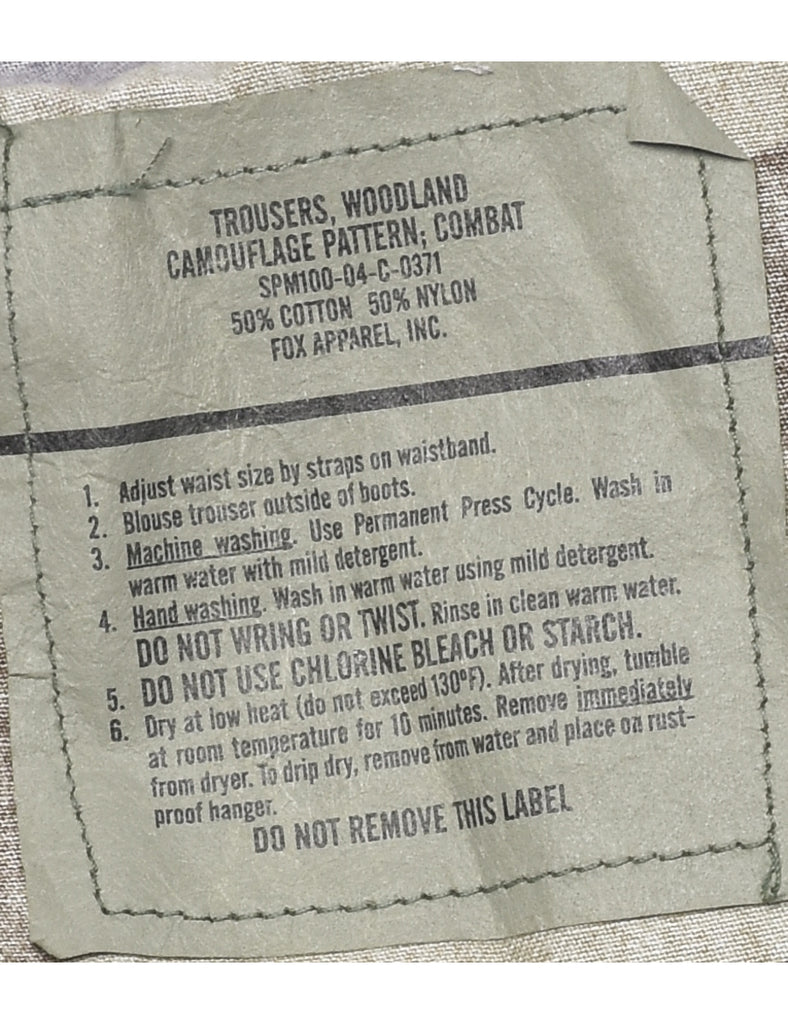 TROUSERS, WOODLAND
CAMOUFLAGE PATTERN; COMBAT
SPM100-04-C-0371
50% COTTON 50% NYLON
FOX APPAREL, INC.
1. Adjust waist size by straps on waistband.
2. Blouse trouser outside of boots.
3. Machine washing. Use Permanent Press Cycle. Wash in
warm water with mild detergent.
4. Hand washing. Wash in warm water using mild detergent.
DO NOT WRING OR TWIST. Rinse in clean warm water.
5. DO NOT USE CHLORINE BLEACH OR STARCH.
6. Dry at low heat (do not exceed 130ºF). After drying, tumble
at room temperature for 10 minutes. Remove immediately
from dryer. To drip dry, remove from water and place on rust-
proof hanger.
DO NOT REMOVE THIS LABEL